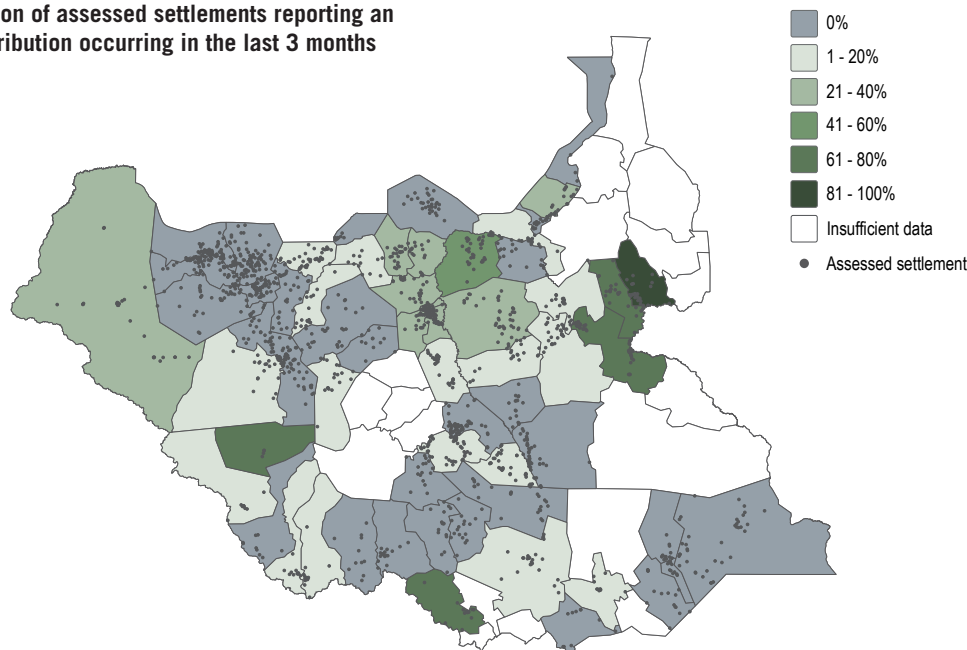 on of assessed settlements reporting an
ribution occurring in the last 3 months
0%
1 - 20%
21 - 40%
41 - 60%
61 - 80%
81 - 100%
Insufficient data
Assessed settlement